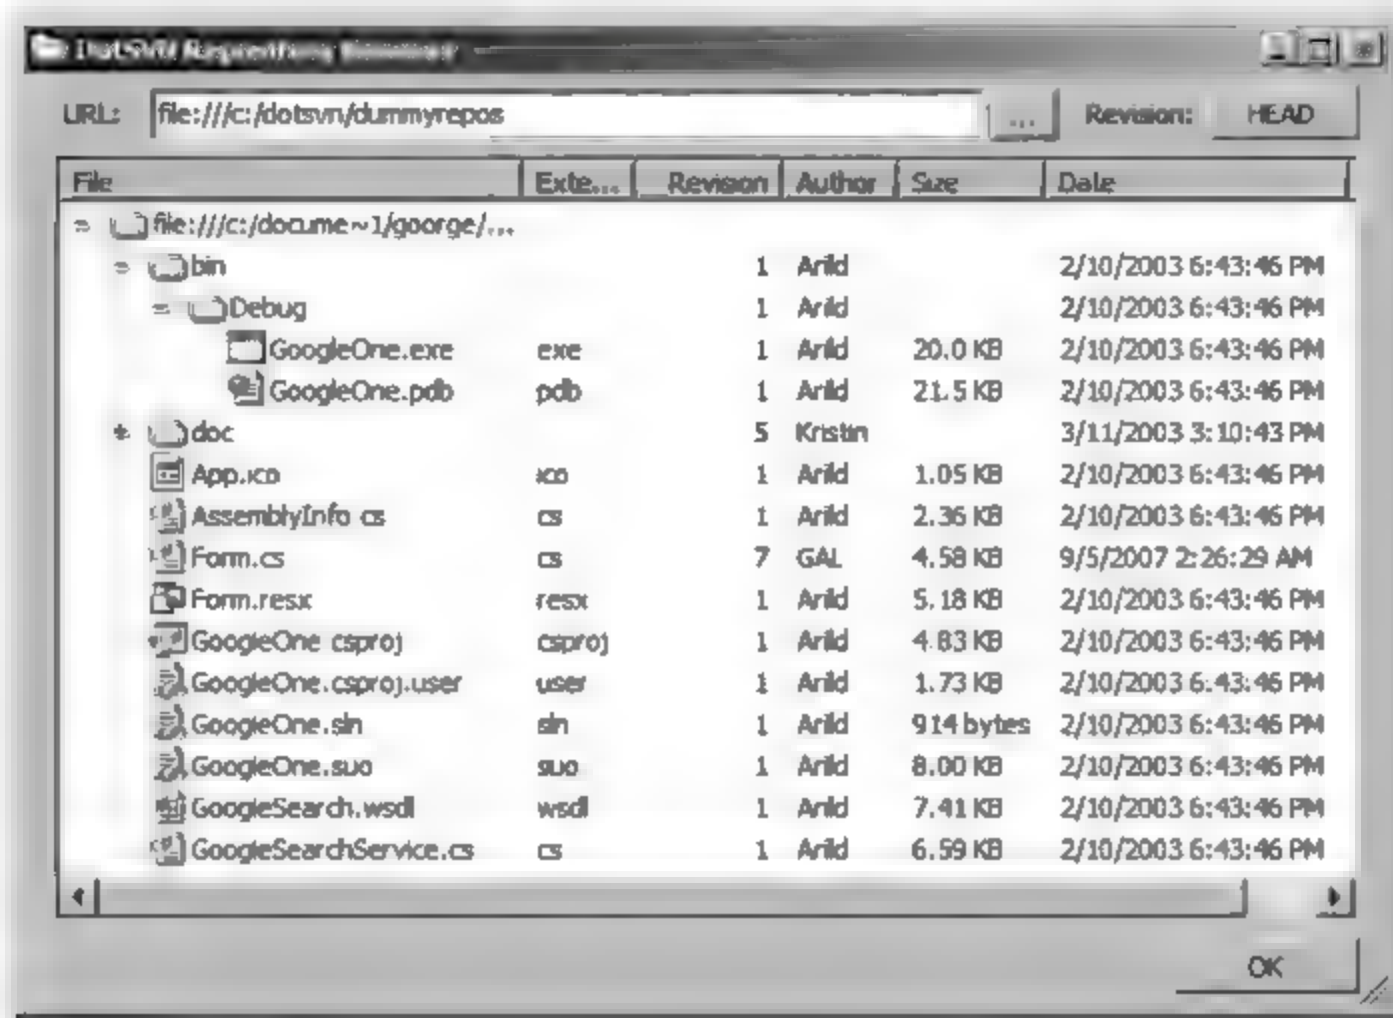 DotSVN Repository Browser
URL: file:///c:/dotsvn/dummyrepos ... Revision: HEAD
File Exte... Revision Author Size Date
file:///c:/docume~1/goorge/...
bin 1 Arild 2/10/2003 6:43:46 PM
Debug 1 Arild 2/10/2003 6:43:46 PM
GoogleOne.exe exe 1 Arild 20.0 KB 2/10/2003 6:43:46 PM
GoogleOne.pdb pdb 1 Arild 21.5 KB 2/10/2003 6:43:46 PM
doc 5 Kristin 3/11/2003 3:10:43 PM
App.ico ico 1 Arild 1.05 KB 2/10/2003 6:43:46 PM
AssemblyInfo.cs cs 1 Arild 2.36 KB 2/10/2003 6:43:46 PM
Form.cs cs 7 GAL 4.58 KB 9/5/2007 2:26:29 AM
Form.resx resx 1 Arild 5.18 KB 2/10/2003 6:43:46 PM
GoogleOne.csproj csproj 1 Arild 4.83 KB 2/10/2003 6:43:46 PM
GoogleOne.csproj.user user 1 Arild 1.73 KB 2/10/2003 6:43:46 PM
GoogleOne.sln sln 1 Arild 914 bytes 2/10/2003 6:43:46 PM
GoogleOne.suo suo 1 Arild 8.00 KB 2/10/2003 6:43:46 PM
GoogleSearch.wsdl wsdl 1 Arild 7.41 KB 2/10/2003 6:43:46 PM
GoogleSearchService.cs cs 1 Arild 6.59 KB 2/10/2003 6:43:46 PM
OK